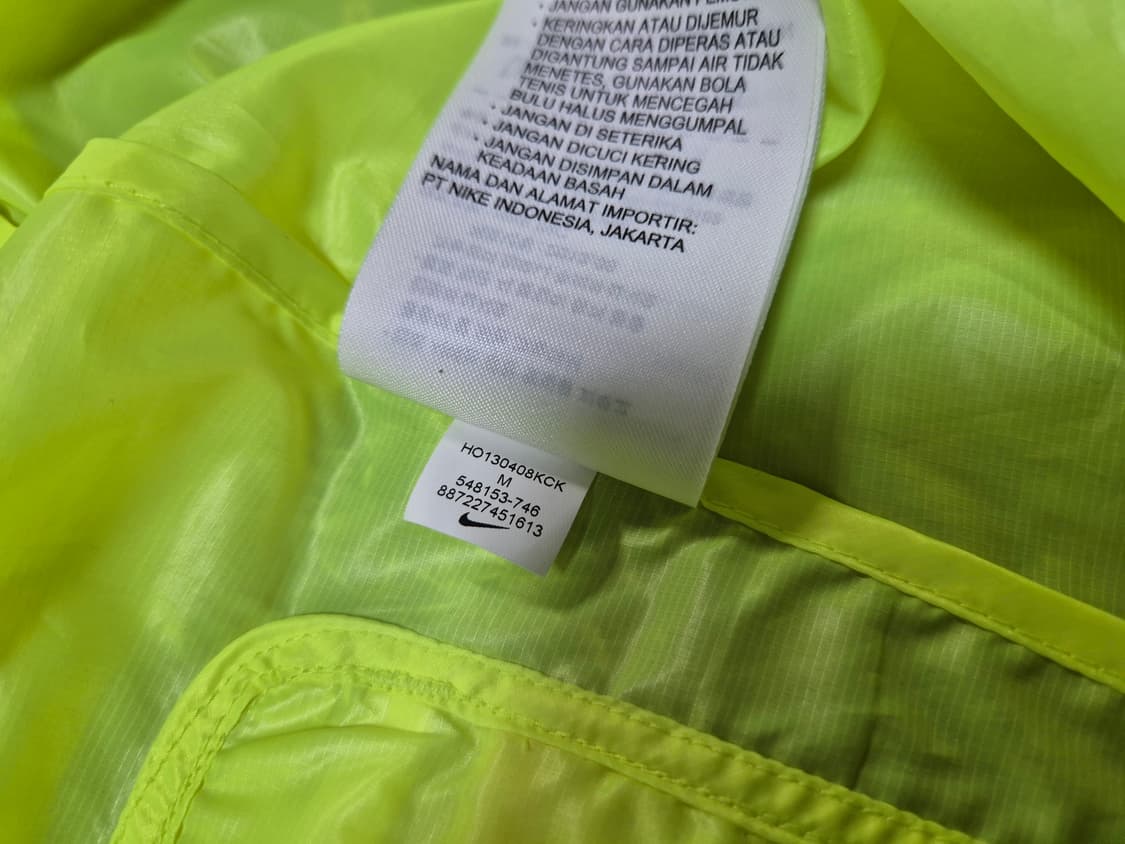 · JANGAN GUNAKAN
· KERINGKAN ATAU DIJEMUR
DENGAN CARA DIPERAS ATAU
DIGANTUNG SAMPAI AIR TIDAK
MENETES, GUNAKAN BOLA
TENIS UNTUK MENCEGAH
BULU HALUS MENGGUMPAL
· JANGAN DI SETERIKA
· JANGAN DICUCI KERING
· JANGAN DISIMPAN DALAM
KEADAAN BASAH
NAMA DAN ALAMAT IMPORTIR:
PT NIKE INDONESIA, JAKARTA
HO130408KCK
M
548153-746
887227451613